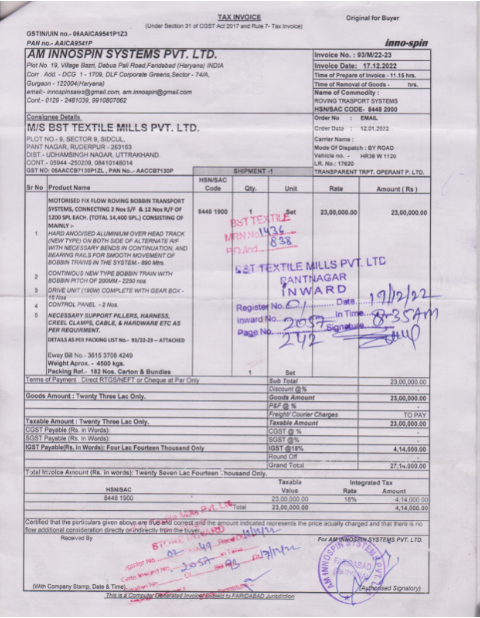 TAX INVOICE
Original for Buyer
(Under Section 31 of CGST Act 2017 and Rule 7- Tax Invoice)
GSTIN/UIN no.- 06AAICA9541P1Z3
PAN no.- AAICA9541P
inno-spin
AM INNOSPIN SYSTEMS PVT. LTD.
Invoice No. : 93/M/22-23
Plot No. 19, Village Bazri, Dabua Pali Road,Faridabad (Haryana) INDIA
Invoice Date: 17.12.2022
Corr . Add. - DCG 1 - 1709, DLF Corporate Greens,Sector - 74/A,
Time of Prepare of Invoice - 11.15 hrs.
Gurgaon - 122004(Haryana)
Time of Removal of Goods - hrs.
email - innospinsales@gmail.com, am.innospin@gmail.com
Name of Commodity :
Cont.-0129 - 2491039, 9910807062
ROVING TRASPORT SYSTEMS
HSN/SAC CODE- 8448 2000
Consignee Details
Order No : EMAIL
M/S BST TEXTILE MILLS PVT. LTD.
Order Date : 12.01.2022
PLOT NO.- 9, SECTOR 9, SIDCUL,
Carrier Name :
PANT NAGAR, RUDERPUR - 263153
Mode Of Dispatch : BY ROAD
DIST.- UDHAMSINGH NAGAR, UTTRAKHAND.
Vehicle no. - HR38 W 1120
CONT.- 05944 -250209, 08410148014
LR. No.- 17620
GST NO: 05AACCB7130P1ZL , PAN No.- AACCB7130P
SHIPMENT -1
TRANSPARENT TRPT. OPERANT P. LTD.
Sr No Product Name HSN/SAC Code Qty. Unit Rate Amount ( Rs )
MOTORISED FIX FLOW ROVING BOBBIN TRANSPORT
SYSTEMS, CONNECTING 2 Nos S/F & 12 Nos R/F OF
8448 1900 1 Set 23,00,000.00 23,00,000.00
1200 SPL EACH. (TOTAL 14,400 SPL.) CONSISTING OF
MAINLY :-
1 HARD ANODISED ALUMINIUM OVER HEAD TRACK
(NEW TYPE) ON BOTH SIDE OF ALTERNATE R/F
WITH NECESSARY BENDS IN CONTINUATION, AND
BEARING RAILS FOR SMOOTH MOVEMENT OF
BOBBIN TRAINS IN THE SYSTEM
BST TEXTILE
MRN No. 1436
838
2 CONTINOUS NEW TYPE BOBBIN TRAIN WITH
BOBBIN PITCH OF 200MM - 2230 nos
3 DRIVE UNIT (180W) COMPLETE WITH GEAR BOX -
4 CONTROL PANEL - 2 Nos.
5 NECESSARY SUPPORT PILLERS, HARNESS,
CREEL CLAMPS, CABLE, & HARDWARE ETC AS
PER REQUIRMENT.
DETAILS AS PER PACKING LIST No.- 93/22-23 - ATTACHED
BST TEXTILE MILLS PVT. LTD
PANTNAGAR
INWARD
Register No. 01 Date 17/12/22
Inward No. 2057 In Time 8-35AM
Page No. 242 Signature
1 Set
Eway Bill No.- 3615 3708 4249
Weight Aprox. - 4500 kgs.
Packing Ref.- 182 Nos. Carton & Bundles
Terms of Payment : Direct RTGS/NEFT or Cheque at Par Only
Sub Total 23,00,000.00
Discount @ %
Goods Amount : Twenty Three Lac Only.
Goods Amount 23,00,000.00
P&F @ %
Freight/ Courier Charges TO PAY
Taxable Amount : Twenty Three Lac Only.
Taxable Amount 23,00,000.00
CGST Payable (Rs. in Words):
CGST @ %
SGST Payable (Rs. in Words):
SGST@ %
IGST Payable(Rs. In Words): Four Lac Fourteen Thousand Only
IGST @18% 4,14,000.00
Round Off
Grand Total 27,14,000.00
Total Invoice Amount (Rs. in words): Twenty Seven Lac Fourteen Thousand Only.
HSN/SAC Taxable Value Integrated Tax Rate Amount
8448 1900 23,00,000.00 18% 4,14,000.00
Total 23,00,000.00 4,14,000.00
Certified that the particulars given above are true and correct and the amount indicated represents the price actually charged and that there is no
flow additional consideration directly or indirectly from the buyer
Received By
For AM INNOSPIN SYSTEMS PVT. LTD.
2057
AM INNOSPIN SYSTEMS PVT. LTD.
FARIDABAD
(With Company Stamp, Date & Time)
(Authorised Signatory)
This is a Computer Generated Invoice Subject to FARIDABAD Jurisdiction